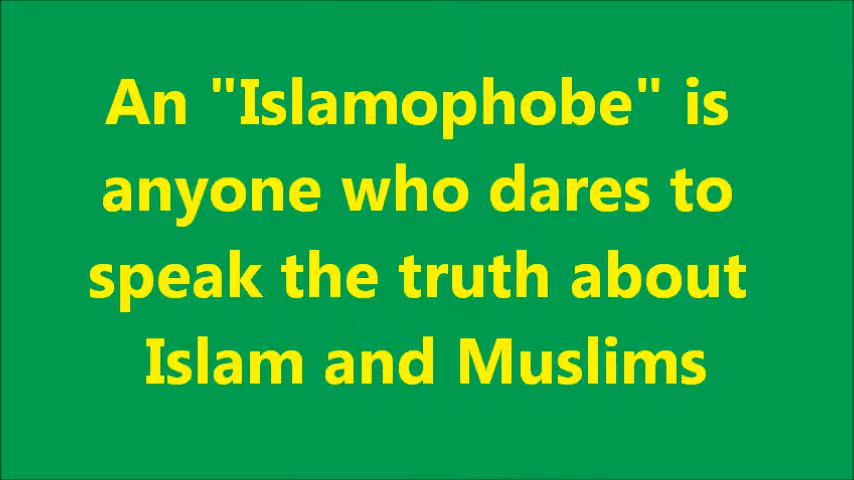 An "Islamophobe" is
anyone who dares to
speak the truth about
Islam and Muslims